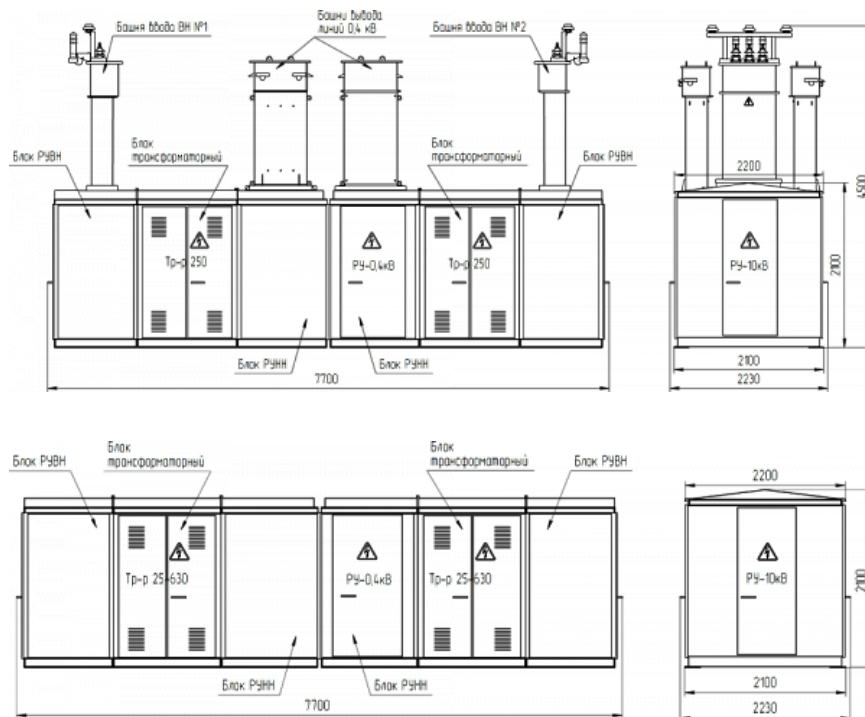 Башня ввода ВН №1
Башни вывода
линий 0,4 кВ
Башня ввода ВН №2
Блок РУВН
Блок
трансформаторный
Блок
трансформаторный
Блок РУВН
Тр-р 250
РУ-0,4кВ
Тр-р 250
Блок РУНН
Блок РУНН
7700
2200
РУ-10кВ
2100
4500
2100
2230
Блок РУВН
Блок
трансформаторный
Блок
трансформаторный
Блок РУВН
Тр-р 25-630
РУ-0,4кВ
Тр-р 25-630
Блок РУНН
Блок РУНН
7700
2200
РУ-10кВ
2100
2100
2230